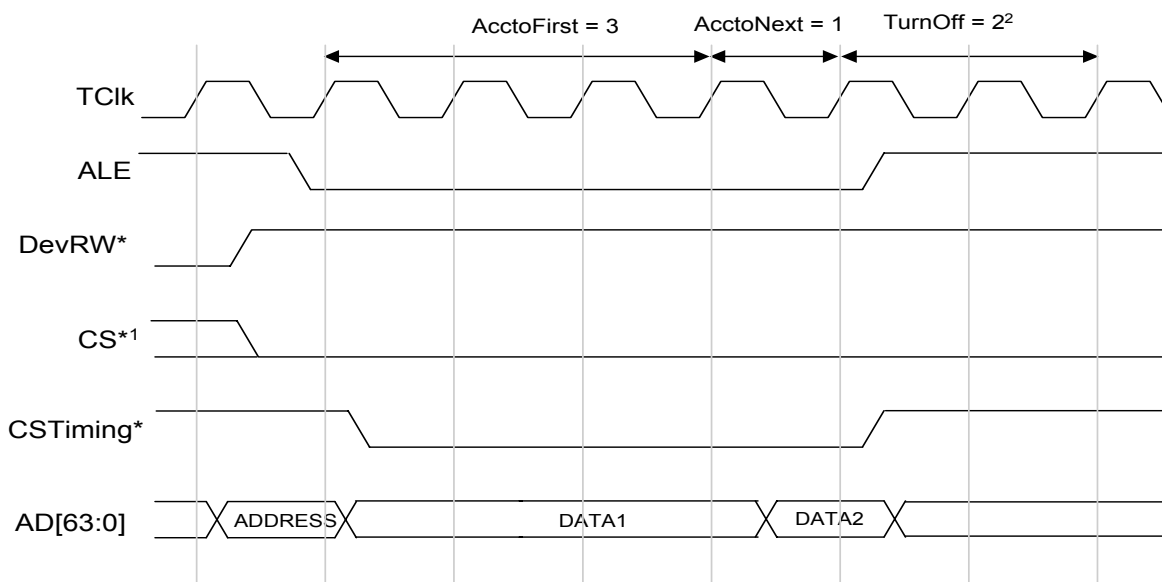 AcctoFirst = 3
AcctoNext = 1
TurnOff = 2²
TClk
ALE
DevRW*
CS*¹
CSTiming*
AD[63:0]
ADDRESS
DATA1
DATA2